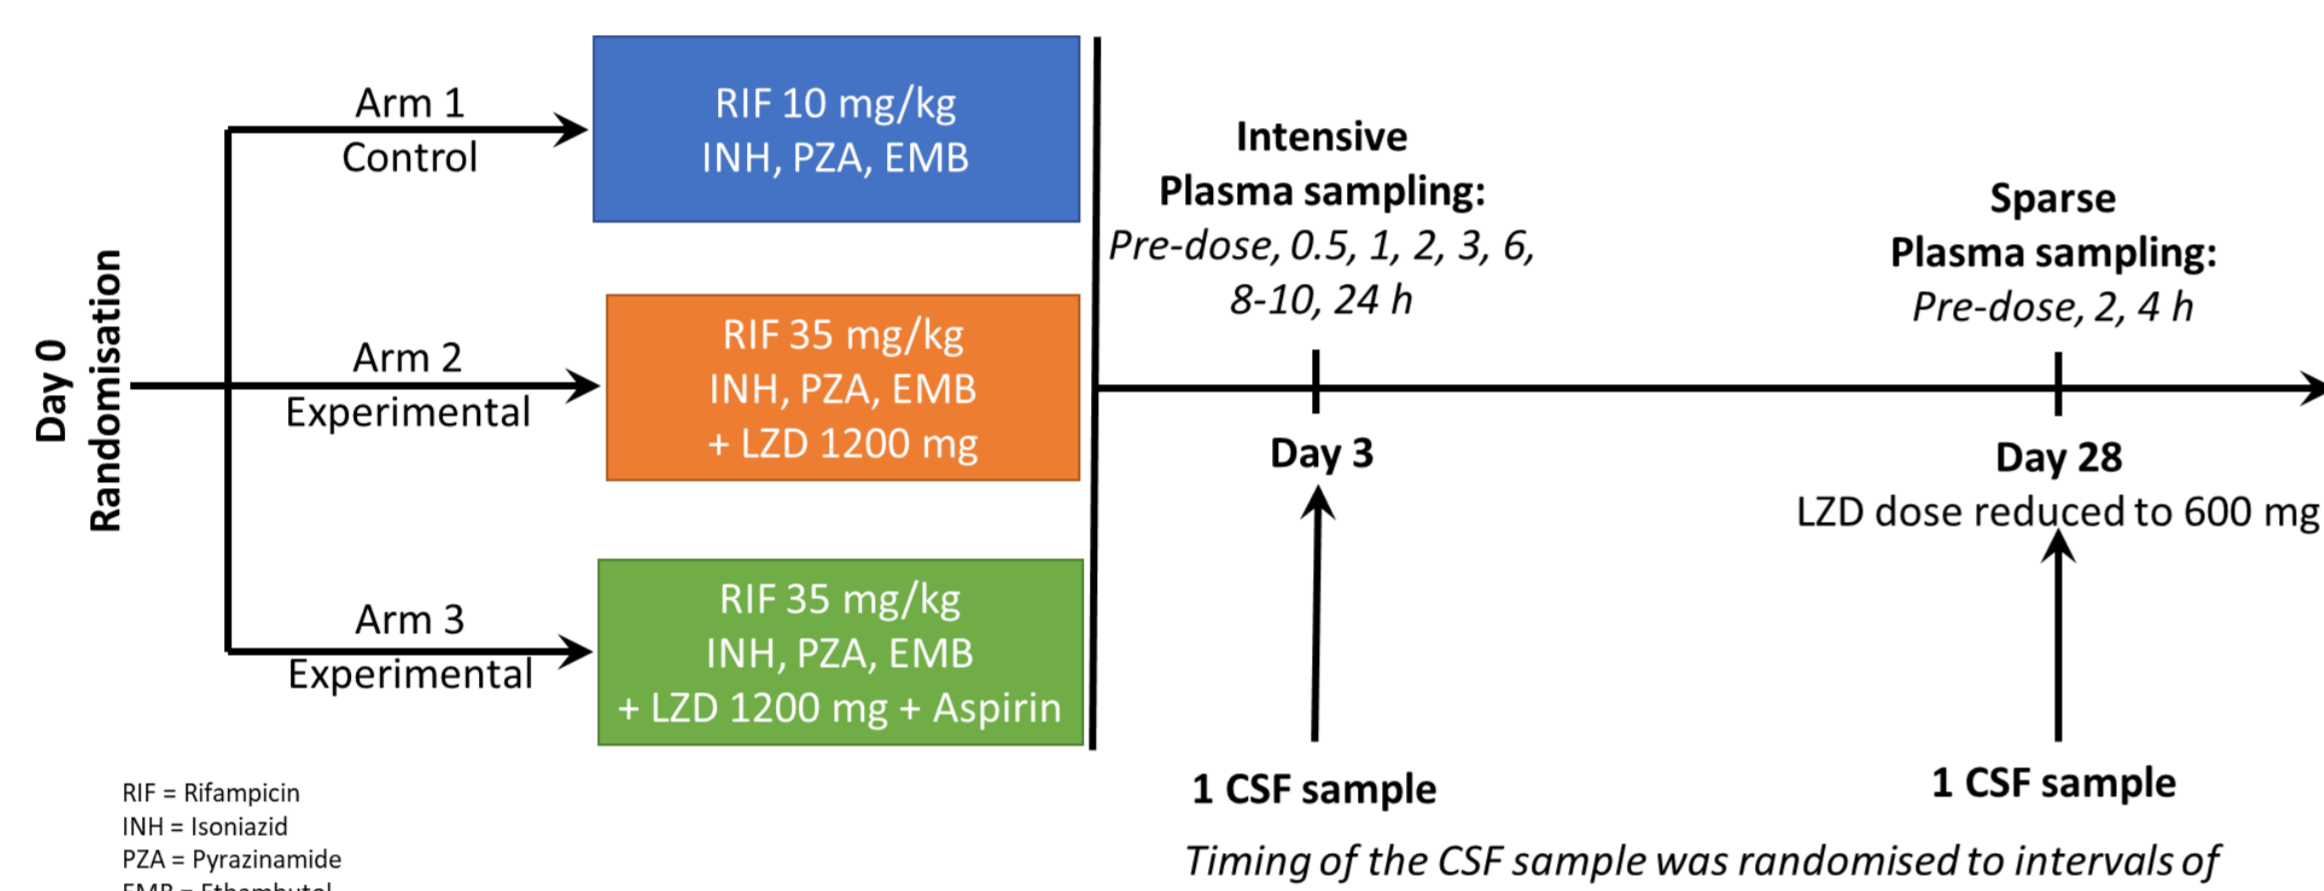 Day 0
Randomisation
Arm 1
Control
RIF 10 mg/kg
INH, PZA, EMB
Arm 2
Experimental
RIF 35 mg/kg
INH, PZA, EMB
+ LZD 1200 mg
Arm 3
Experimental
RIF 35 mg/kg
INH, PZA, EMB
+ LZD 1200 mg + Aspirin
Intensive
Plasma sampling:
Pre-dose, 0.5, 1, 2, 3, 6,
8-10, 24 h
Day 3
1 CSF sample
Sparse
Plasma sampling:
Pre-dose, 2, 4 h
Day 28
LZD dose reduced to 600 mg
1 CSF sample
Timing of the CSF sample was randomised to intervals of
RIF = Rifampicin
INH = Isoniazid
PZA = Pyrazinamide
EMB = Ethambutol